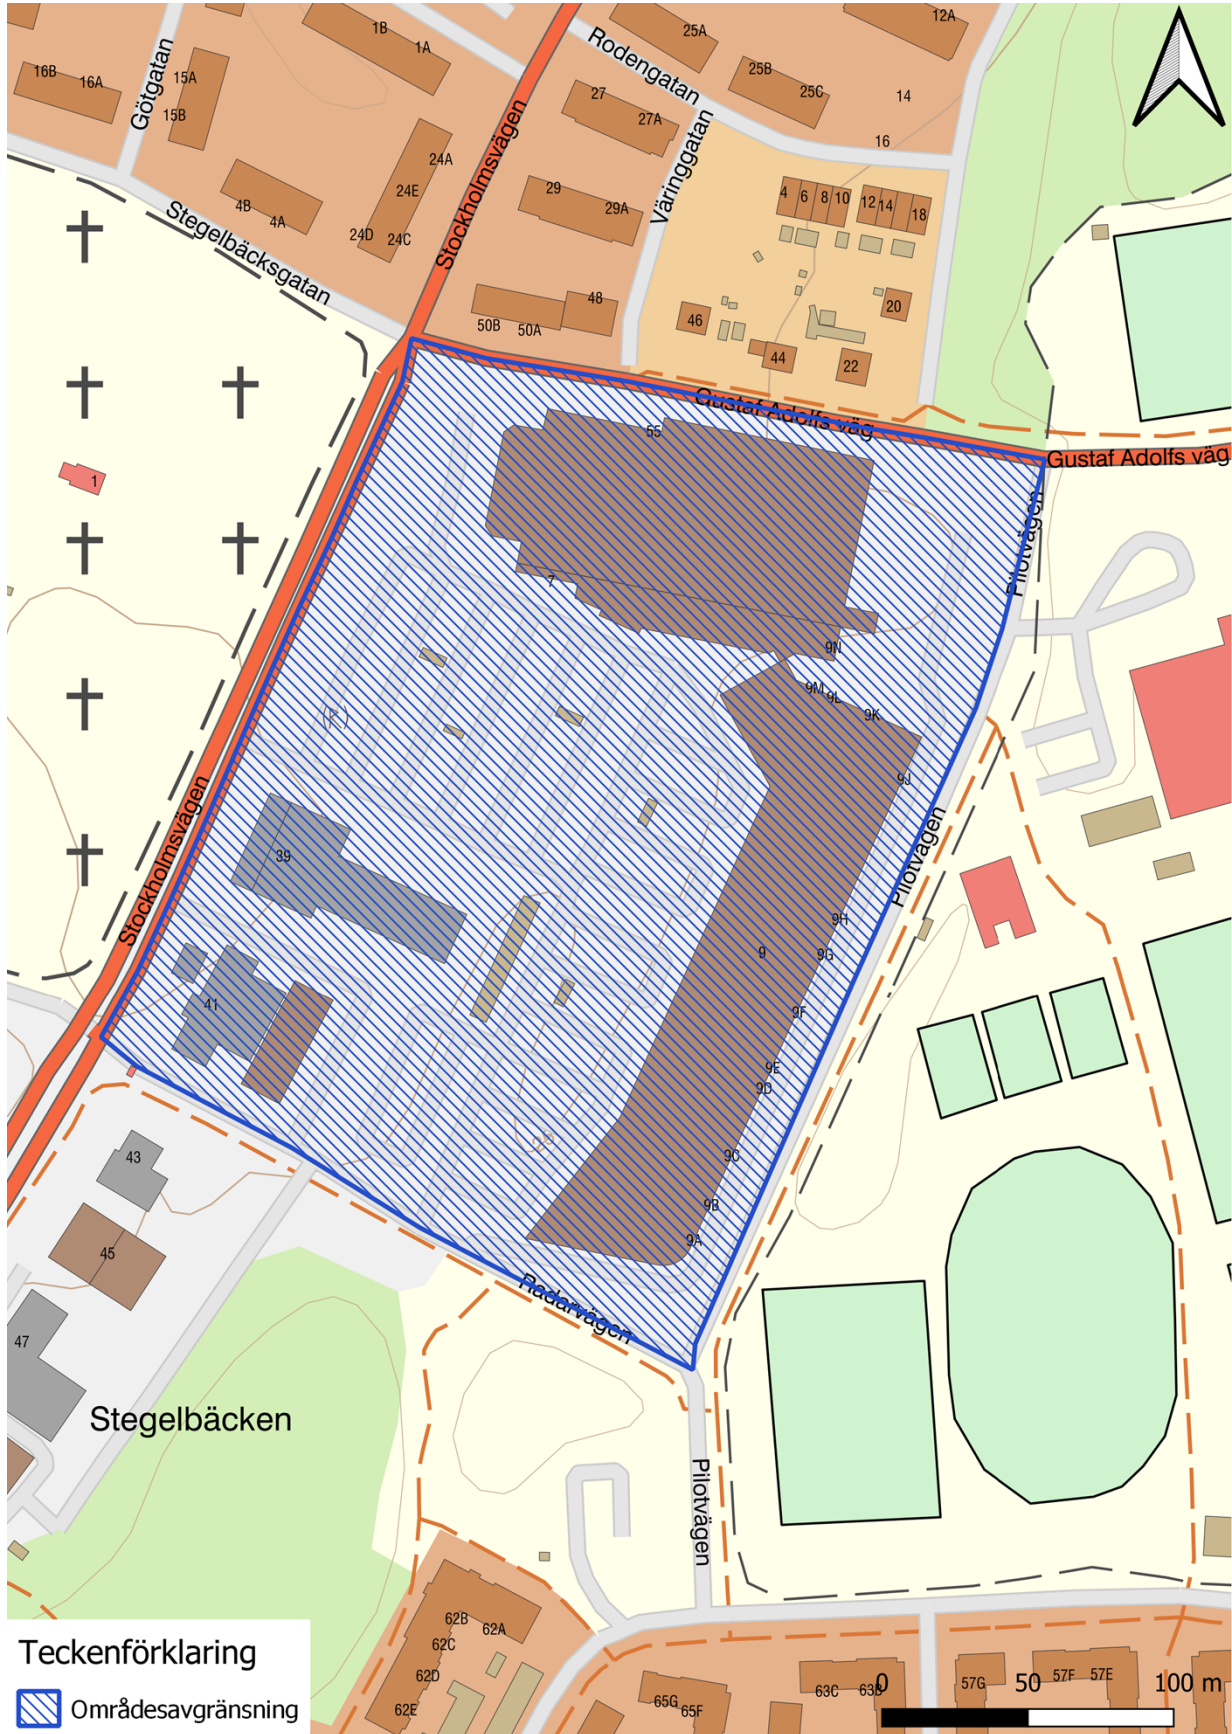 12A
1B
25A
1A
Rodengatan
16B
16A
15A
Götgatan
25B
25C
27
14
15B
27A
16
24A
Stockholmsvägen
Väringgatan
24E
29
29A
4
6
8
10
12
14
18
4B
4A
Stegelbäcksgatan
24D
24C
48
50B
50A
46
20
44
22
Gustaf Adolfs väg
55
Gustaf Adolfs väg
1
Pilotvägen
7
9N
9M
9L
9K
(R)
9J
Stockholmsvägen
39
Pilotvägen
9H
9
9G
41
9F
9E
9D
43
9C
9B
45
9A
Radarvägen
47
Stegelbäcken
Pilotvägen
62B
62A
62C
62D
62E
65G
65F
63C
63B
57G
57F
57E
Teckenförklaring
Områdesavgränsning
0
50
100 m